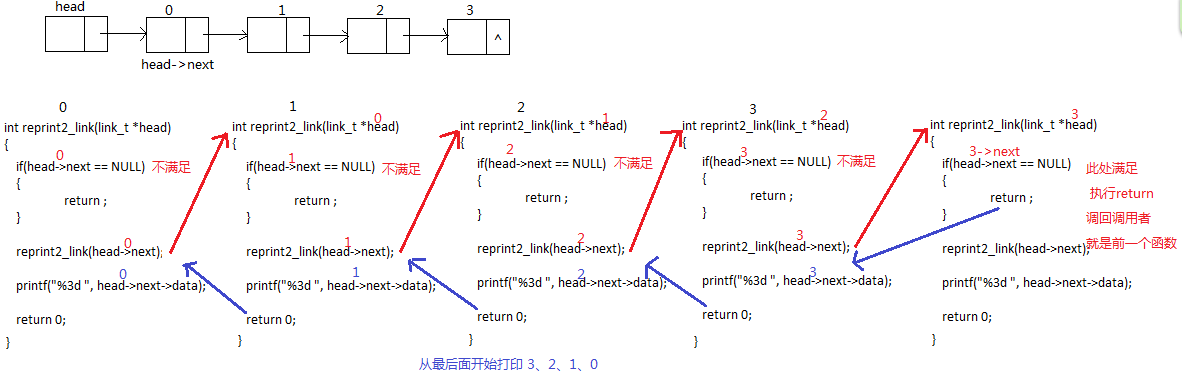 head
0 1 2 3
^
head->next
0
int reprint2_link(link_t *head)
{
0
if(head->next == NULL) 不满足
{
return ;
}
0
reprint2_link(head->next);
0
printf("%3d ", head->next->data);
return 0;
}
1
0
int reprint2_link(link_t *head)
{
1
if(head->next == NULL) 不满足
{
return ;
}
1
reprint2_link(head->next);
1
printf("%3d ", head->next->data);
return 0;
}
2
1
int reprint2_link(link_t *head)
{
2
if(head->next == NULL) 不满足
{
return ;
}
2
reprint2_link(head->next);
2
printf("%3d ", head->next->data);
return 0;
}
3
2
int reprint2_link(link_t *head)
{
3
if(head->next == NULL) 不满足
{
return ;
}
3
reprint2_link(head->next);
3
printf("%3d ", head->next->data);
return 0;
}
3
int reprint2_link(link_t *head)
{
3->next
if(head->next == NULL)
{
return ;
}
reprint2_link(head->next);
printf("%3d ", head->next->data);
return 0;
}
此处满足
执行return
调回调用者
就是前一个函数
从最后面开始打印 3、2、1、0